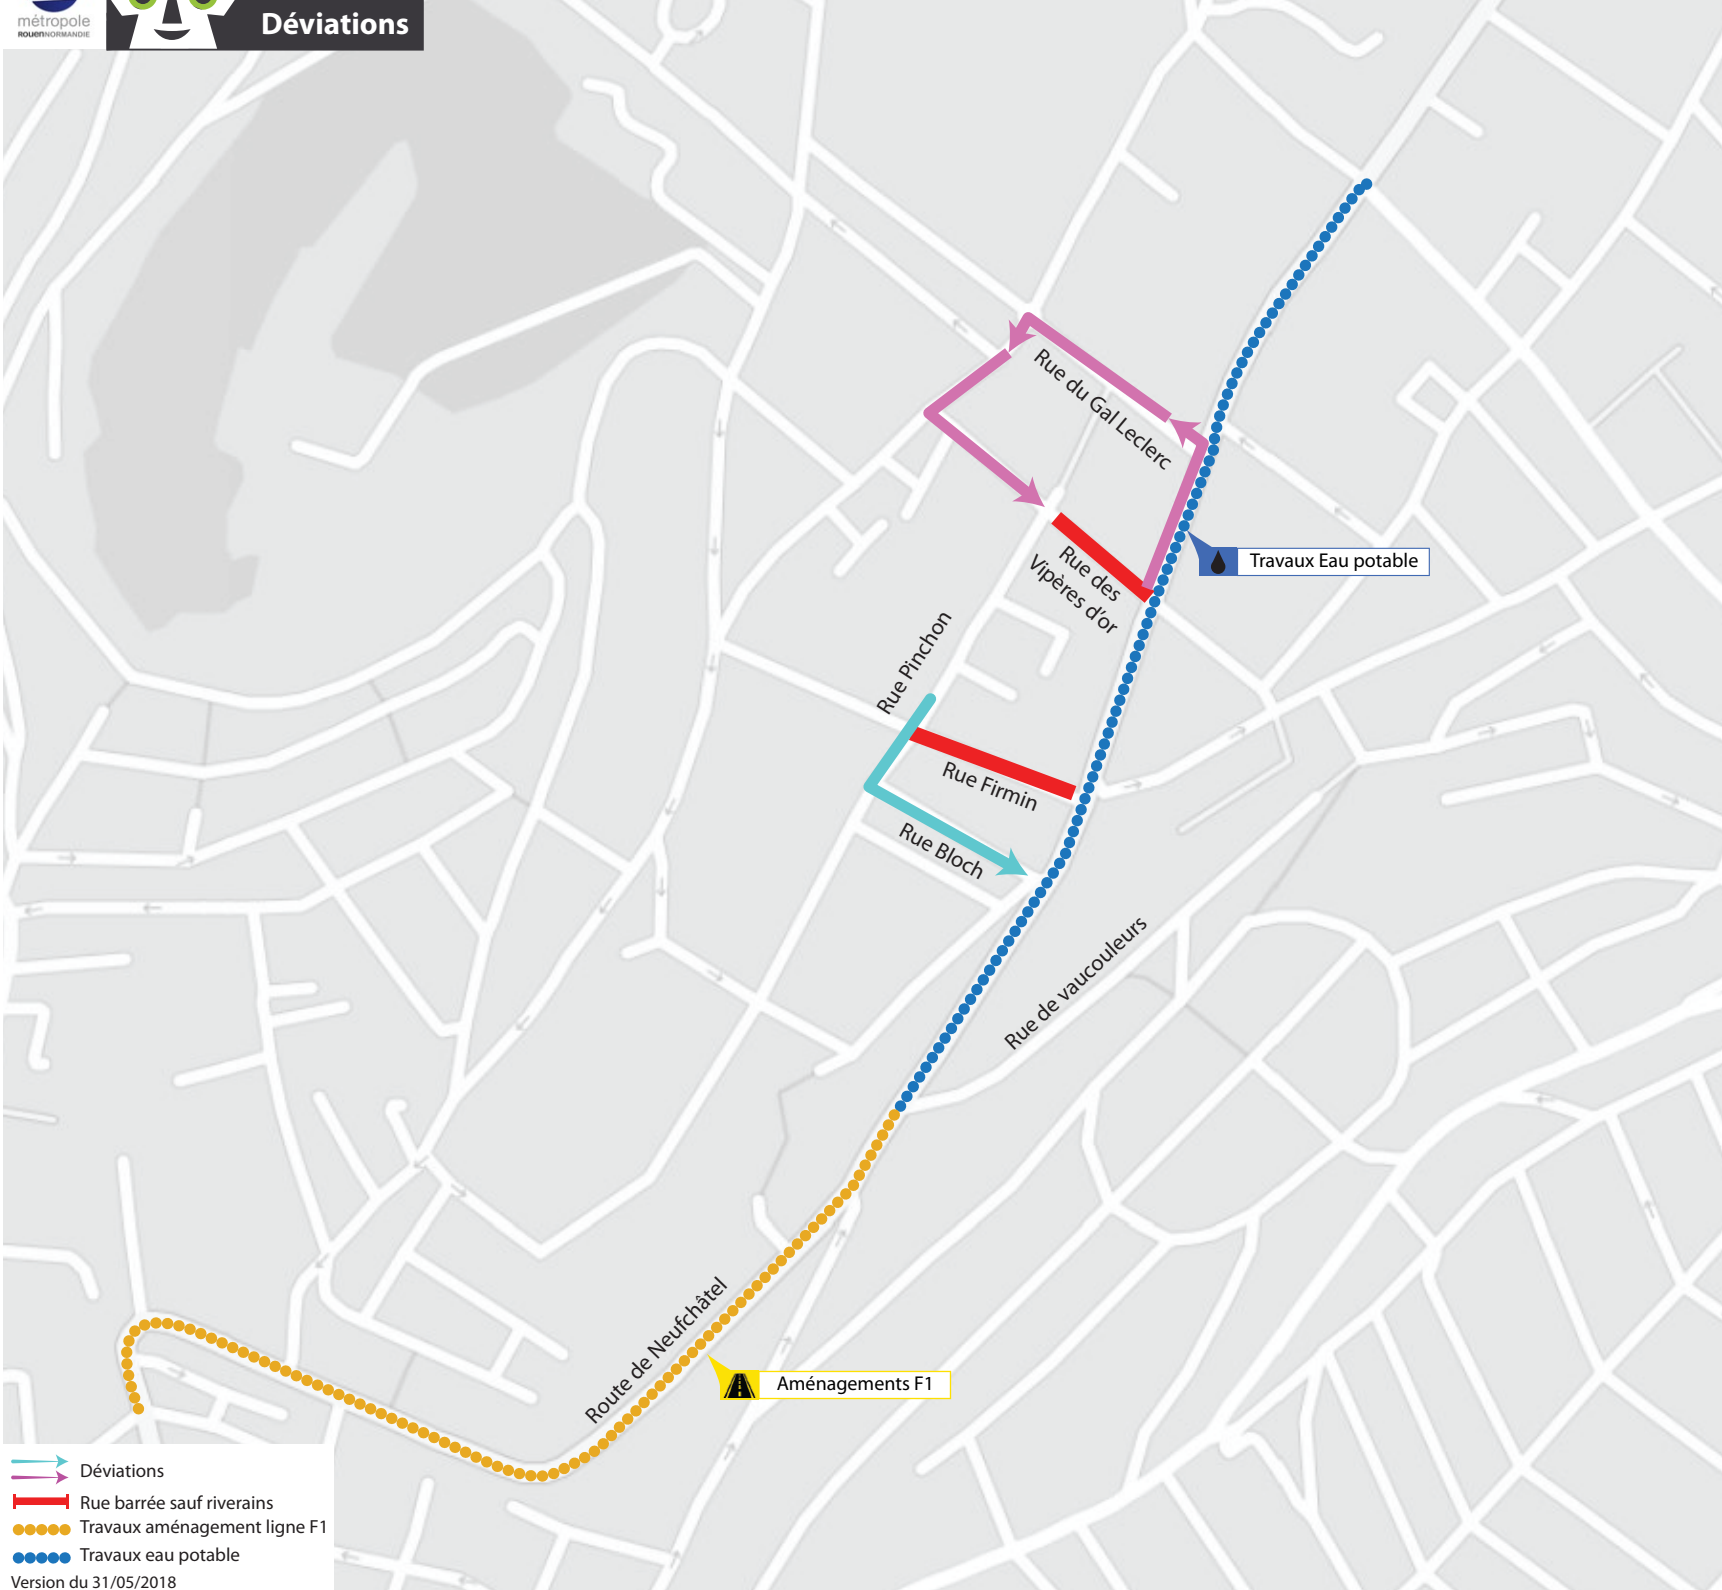 métropole
ROUENNORMANDIE
Déviations
Rue du Gal Leclerc
Travaux Eau potable
Rue des
Vipères d'or
Rue Pinchon
Rue Firmin
Rue Bloch
Rue de vaucouleurs
Route de Neufchâtel
Aménagements F1
Déviations
Rue barrée sauf riverains
Travaux aménagement ligne F1
Travaux eau potable
Version du 31/05/2018